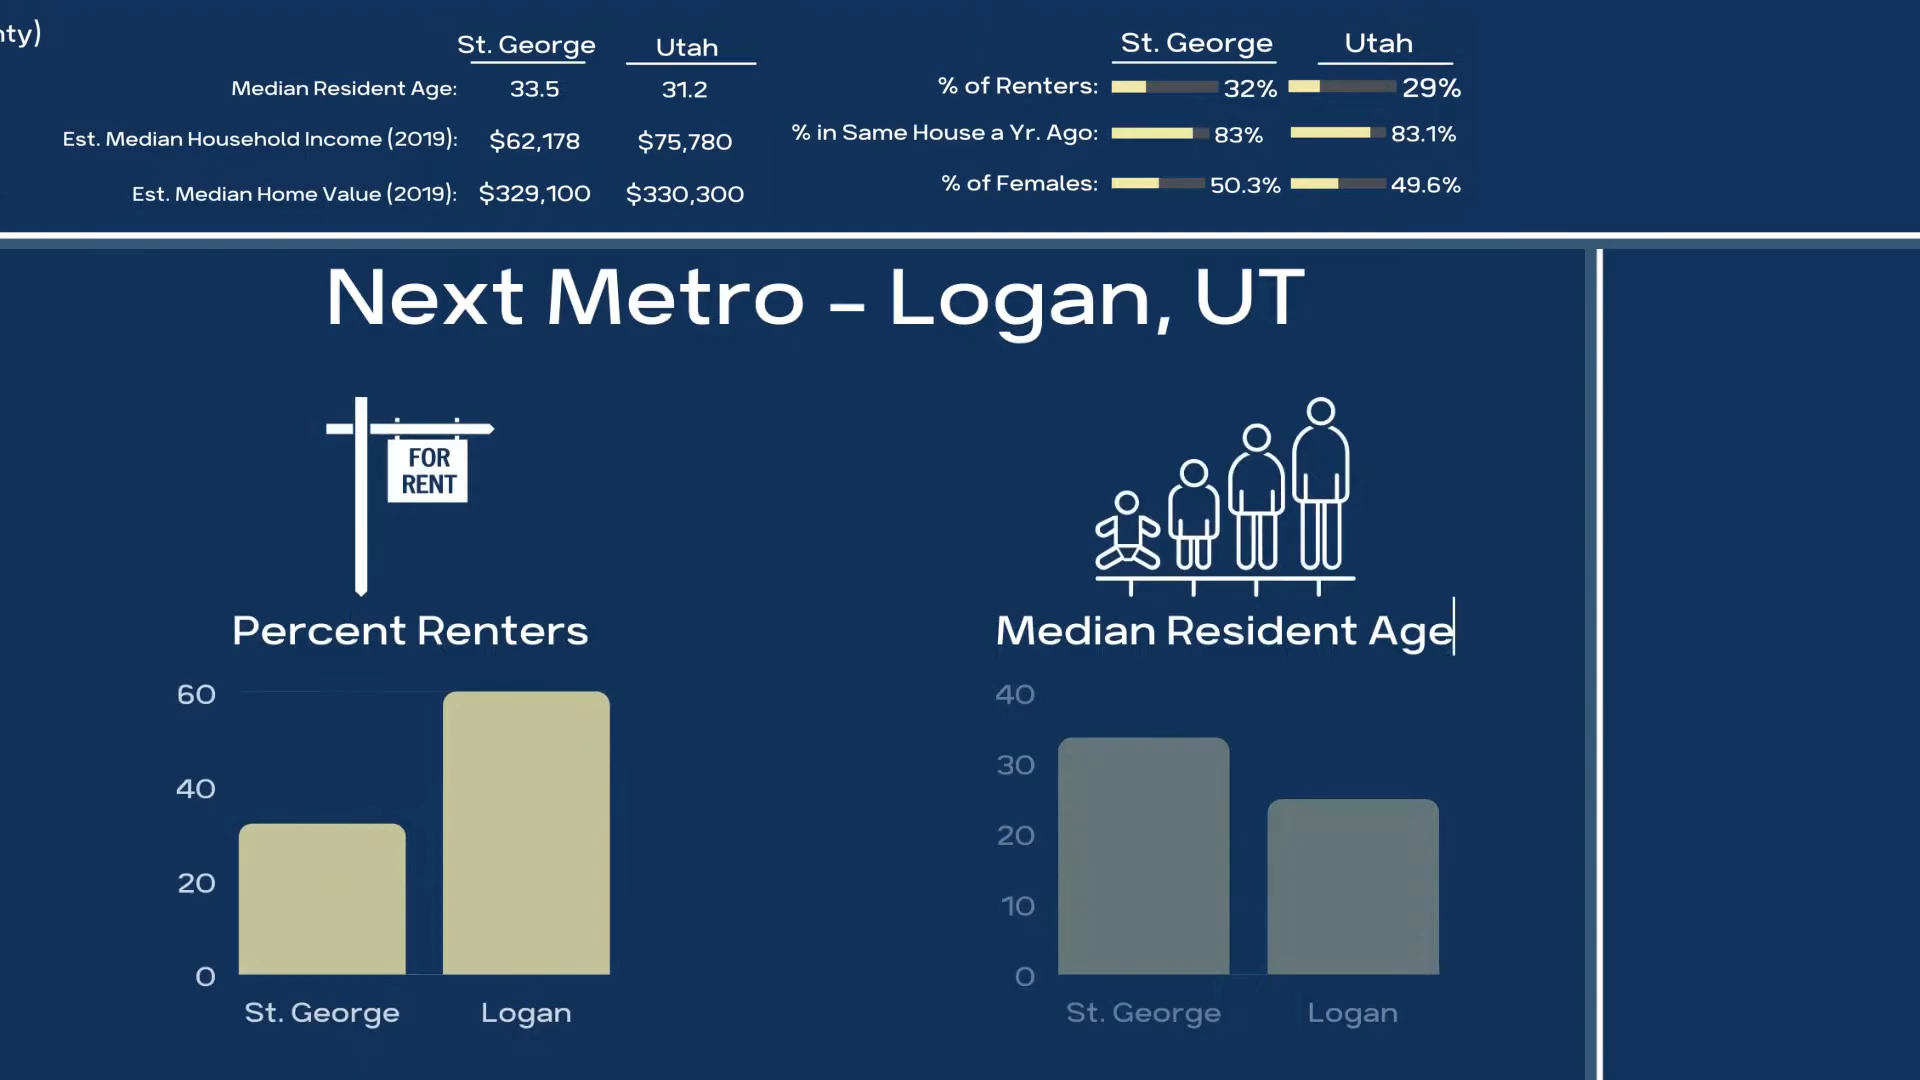 nty)
St. George Utah
Median Resident Age: 33.5 31.2
Est. Median Household Income (2019): $62,178 $75,780
Est. Median Home Value (2019): $329,100 $330,300
St. George Utah
% of Renters: 32% 29%
% in Same House a Yr. Ago: 83% 83.1%
% of Females: 50.3% 49.6%
Next Metro – Logan, UT
FOR
RENT
Percent Renters
60
40
20
0
St. George Logan
Median Resident Age
40
30
20
10
0
St. George Logan